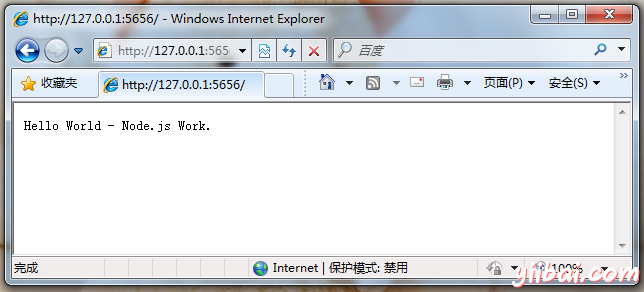 http://127.0.0.1:5656/ - Windows Internet Explorer
http://127.0.0.1:565
百度
收藏夹
http://127.0.0.1:5656/
页面(P)
安全(S)
»
Hello World - Node.js Work.
完成
Internet | 保护模式: 禁用
100%
yiibai.com